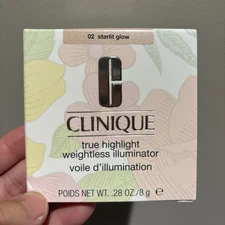 02 starlit glow
CLINIQUE
true highlight
weightless illuminator
voile d'illumination
POIDS NET WT. .28 OZ./8 g ℮